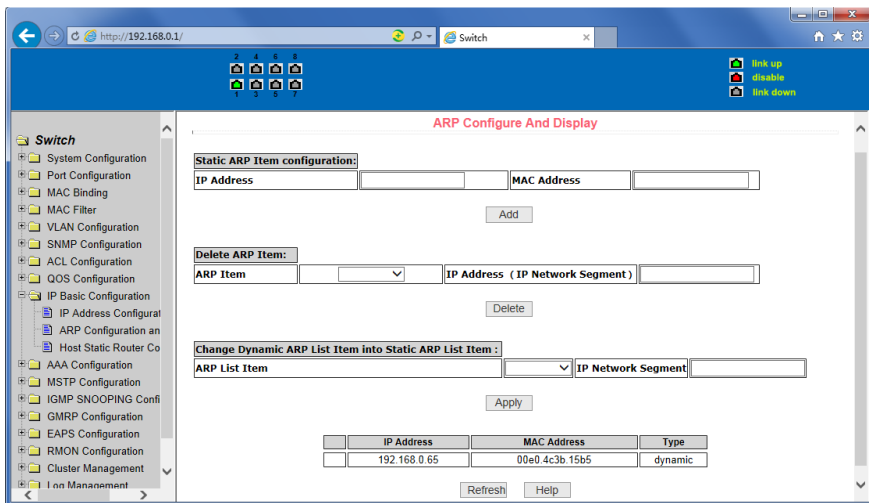 http://192.168.0.1/
Switch
2 4 6 8
1 3 5 7
link up
disable
link down
Switch
System Configuration
Port Configuration
MAC Binding
MAC Filter
VLAN Configuration
SNMP Configuration
ACL Configuration
QOS Configuration
IP Basic Configuration
IP Address Configurat
ARP Configuration an
Host Static Router Co
AAA Configuration
MSTP Configuration
IGMP SNOOPING Confi
GMRP Configuration
EAPS Configuration
RMON Configuration
Cluster Management
Log Management
ARP Configure And Display
Static ARP Item configuration:
IP Address MAC Address
Add
Delete ARP Item:
ARP Item IP Address ( IP Network Segment )
Delete
Change Dynamic ARP List Item into Static ARP List Item :
ARP List Item IP Network Segment
Apply
IP Address MAC Address Type
192.168.0.65 00e0.4c3b.15b5 dynamic
Refresh Help